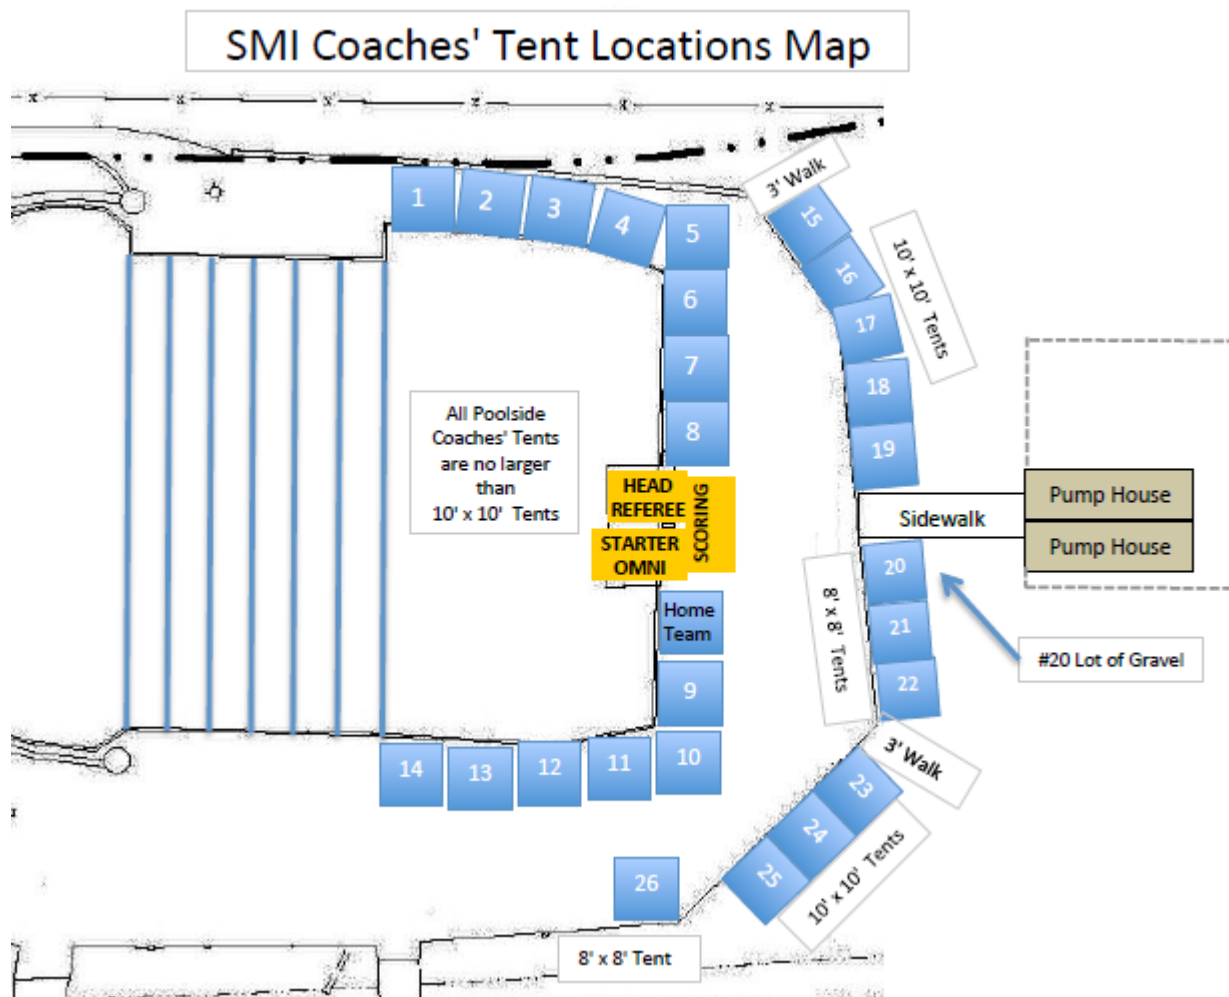 SMI Coaches' Tent Locations Map
x x x x x x
3' Walk
1
2
3
4
5
6
7
8
15
16
17
18
19
10' x 10' Tents
All Poolside
Coaches' Tents
are no larger
than
10' x 10' Tents
HEAD
REFEREE
SCORING
STARTER
OMNI
Sidewalk
Pump House
Pump House
Home
Team
9
10
11
12
13
14
20
21
22
8' x 8' Tents
#20 Lot of Gravel
3' Walk
23
24
25
10' x 10' Tents
26
8' x 8' Tent